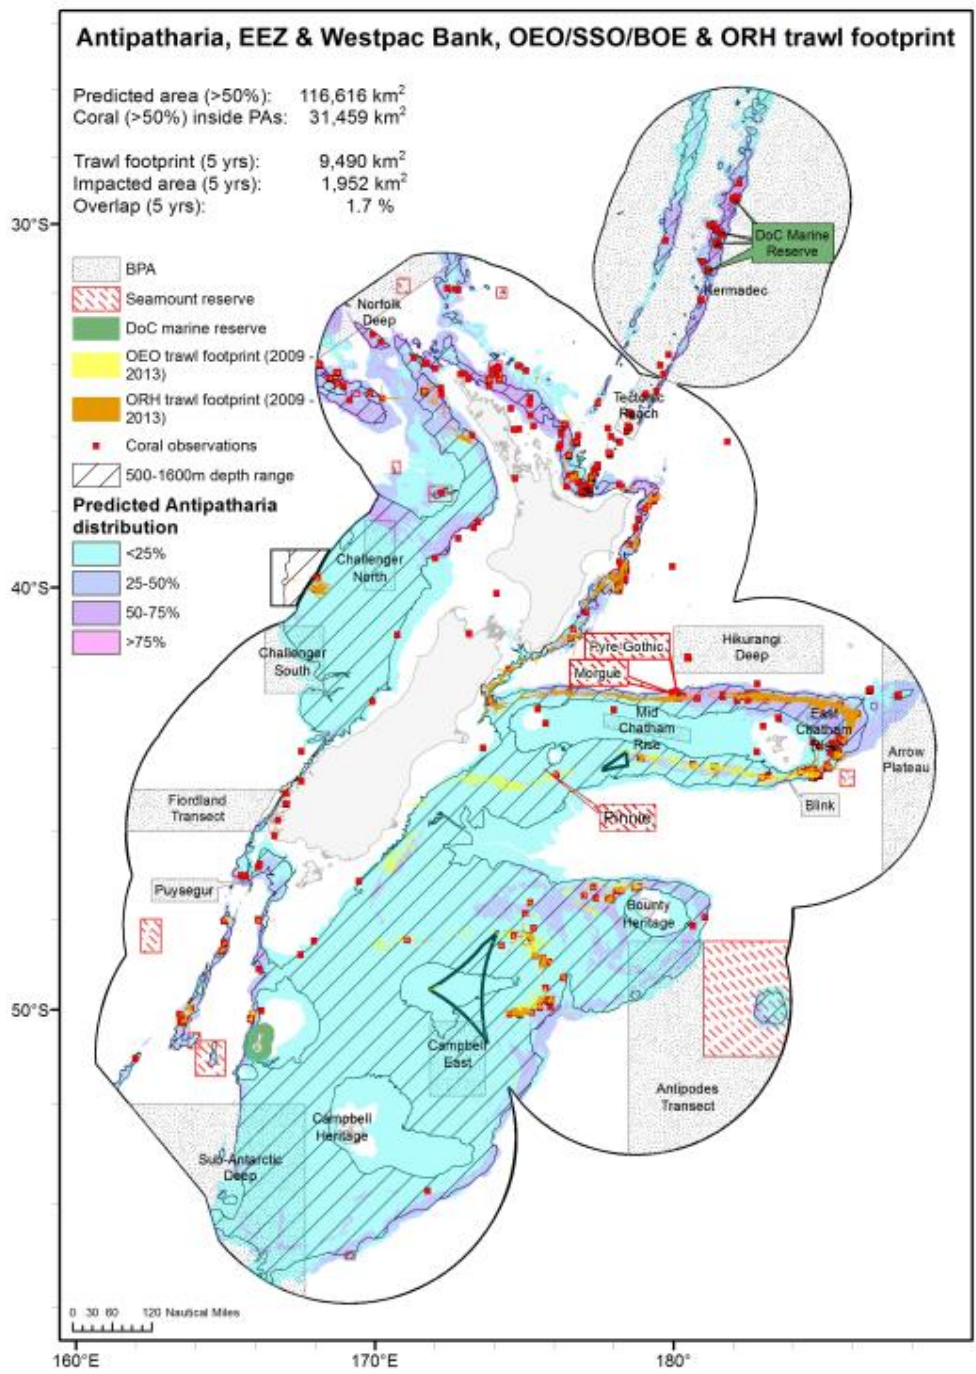 Antipatharia, EEZ & Westpac Bank, OEO/SSO/BOE & ORH trawl footprint
Predicted area (>50%): 116,616 km²
Coral (>50%) inside PAs: 31,459 km²
Trawl footprint (5 yrs): 9,490 km²
Impacted area (5 yrs): 1,952 km²
Overlap (5 yrs): 1.7 %
30°S
40°S
50°S
BPA
Seamount reserve
DoC marine reserve
OEO trawl footprint (2009 -
2013)
ORH trawl footprint (2009 -
2013)
Coral observations
500-1600m depth range
Predicted Antipatharia
distribution
<25%
25-50%
50-75%
>75%
DoC Marine
Reserve
Kermadec
Norfolk
Deep
Tectonic
Reach
Challenger
North
Challenger
South
Hikurangi
Deep
Pyre Gothic
Morgue
Mid
Chatham
Rise
East
Chatham
Rise
Arrow
Plateau
Fiordland
Transect
Blink
Pinnie
Puysegur
Bounty
Heritage
Campbell
East
Antipodes
Transect
Campbell
Heritage
Sub-Antarctic
Deep
0 30 60 120 Nautical Miles
160°E
170°E
180°